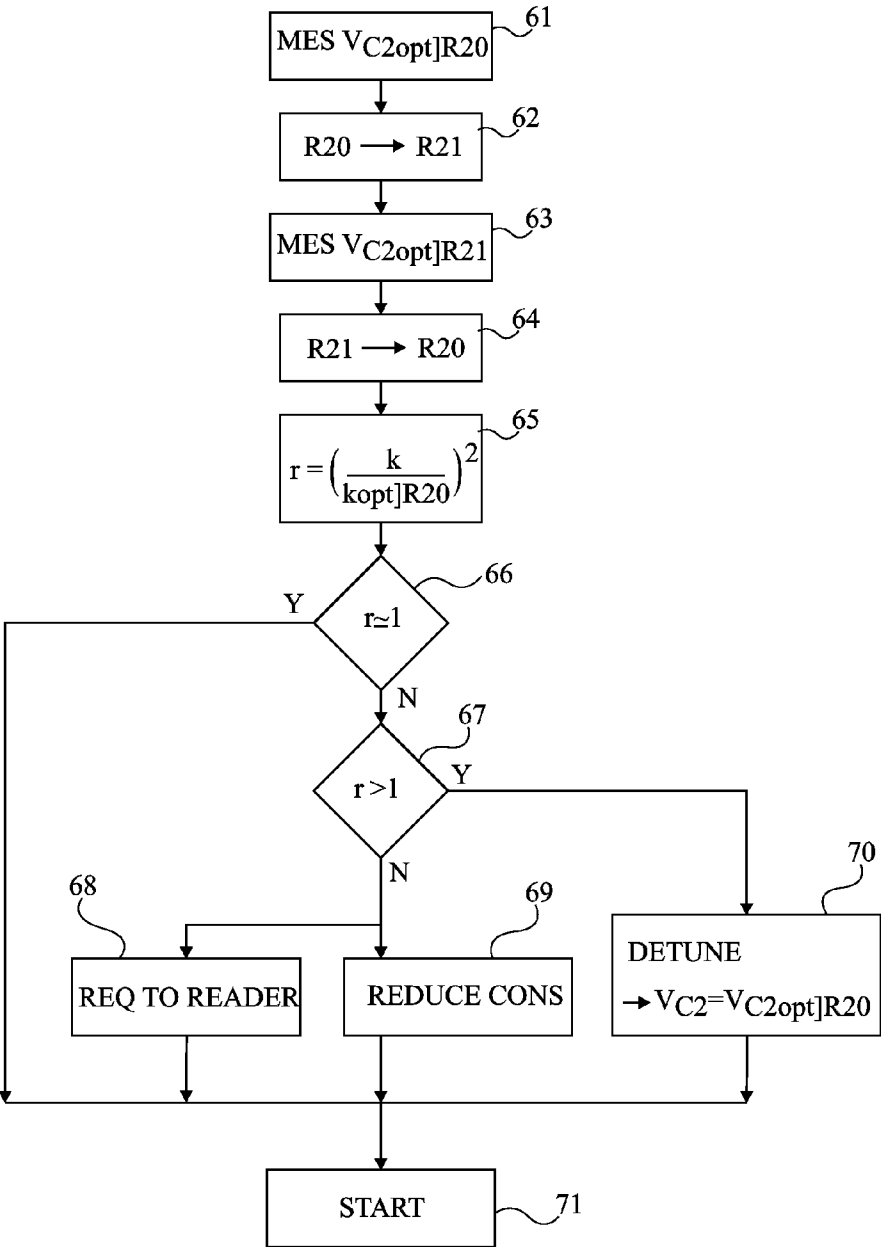 61
MES VC2opt]R20
62
R20 → R21
63
MES VC2opt]R21
64
R21 → R20
65
r = (k / kopt]R20)²
66
Y
r≃1
N
67
Y
r >1
N
68
69
70
REQ TO READER
REDUCE CONS
DETUNE
→ VC2=VC2opt]R20
START
71